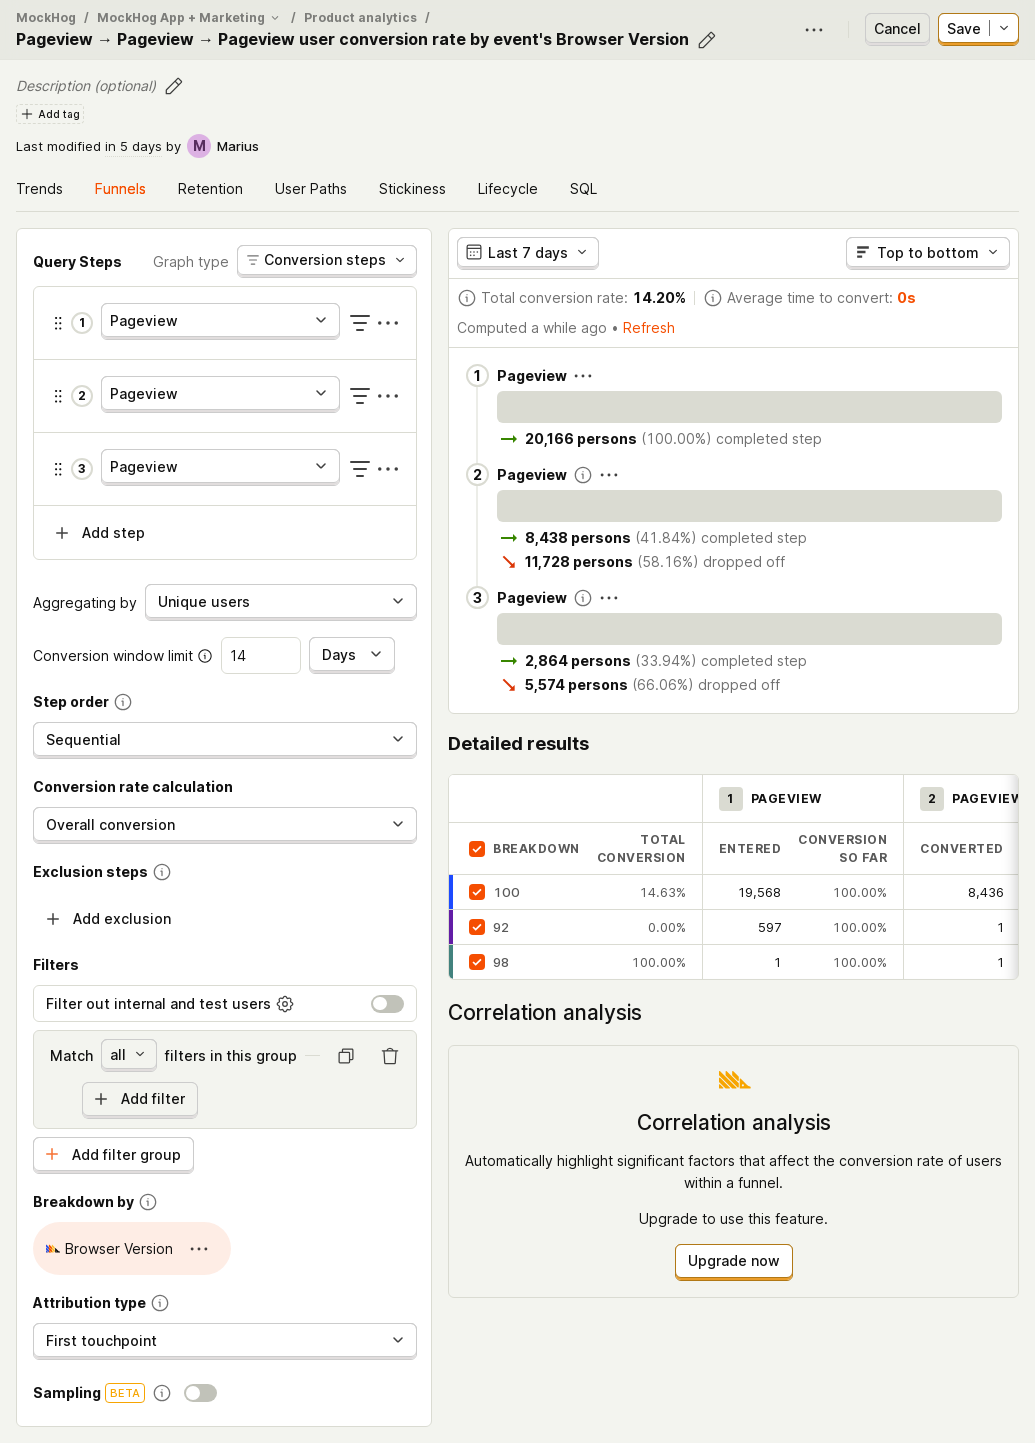 MockHog / MockHog App + Marketing / Product analytics /
Pageview → Pageview → Pageview user conversion rate by event's Browser Version
Cancel
Save
Description (optional)
Add tag
Last modified in 5 days by M Marius
Trends Funnels Retention User Paths Stickiness Lifecycle SQL
Query Steps Graph type Conversion steps
1 Pageview
2 Pageview
3 Pageview
Add step
Aggregating by Unique users
Conversion window limit 14 Days
Step order
Sequential
Conversion rate calculation
Overall conversion
Exclusion steps
Add exclusion
Filters
Filter out internal and test users
Match all filters in this group
Add filter
Add filter group
Breakdown by
Browser Version
Attribution type
First touchpoint
Sampling BETA
Last 7 days Top to bottom
Total conversion rate: 14.20% Average time to convert: 0s
Computed a while ago • Refresh
1 Pageview
20,166 persons (100.00%) completed step
2 Pageview
8,438 persons (41.84%) completed step
11,728 persons (58.16%) dropped off
3 Pageview
2,864 persons (33.94%) completed step
5,574 persons (66.06%) dropped off
Detailed results
1 PAGEVIEW 2 PAGEVIEW
BREAKDOWN TOTAL CONVERSION ENTERED CONVERSION SO FAR CONVERTED
100 14.63% 19,568 100.00% 8,436
92 0.00% 597 100.00% 1
98 100.00% 1 100.00% 1
Correlation analysis
Correlation analysis
Automatically highlight significant factors that affect the conversion rate of users
within a funnel.
Upgrade to use this feature.
Upgrade now